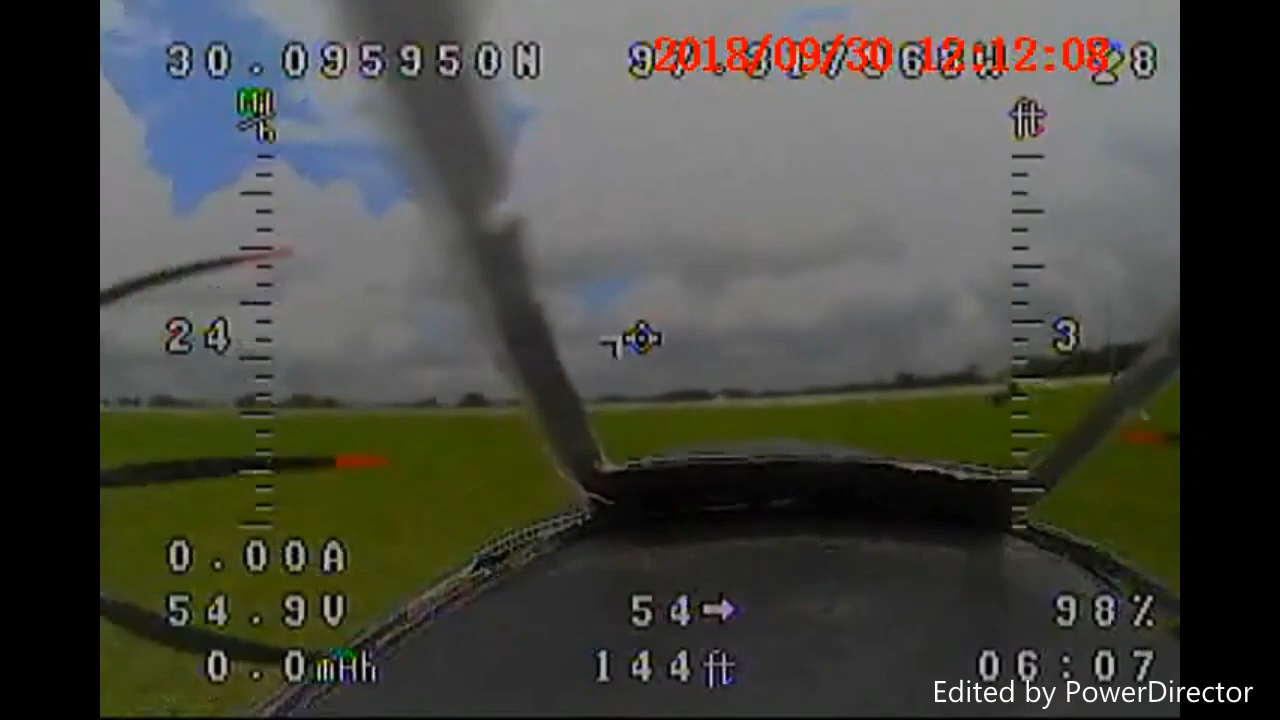 30.095950N
2018/09/30 12:12:08
28
ft
24
3
0.00A
54.9V
54→
98%
0.0mAh
144ft
06:07
Edited by PowerDirector